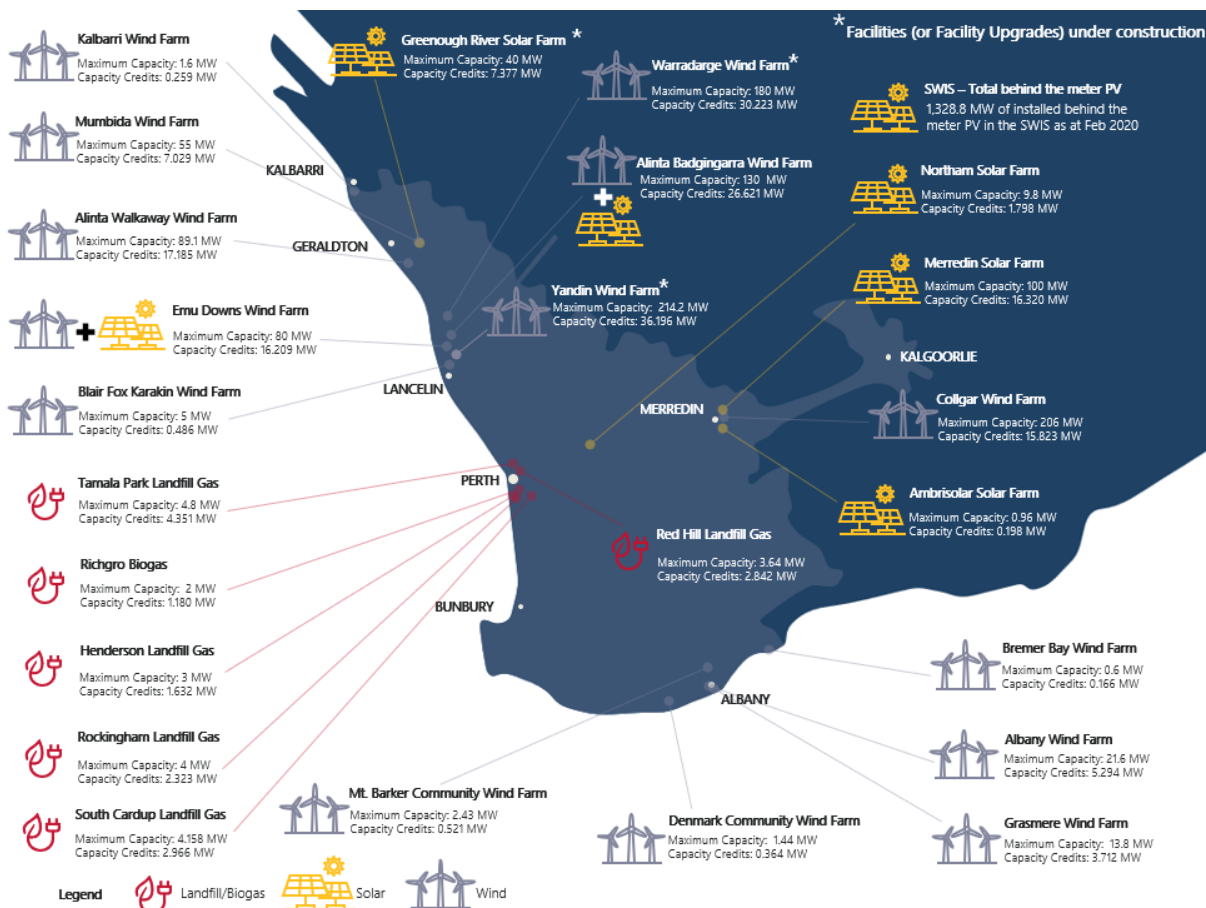 Kalbarri Wind Farm
Maximum Capacity: 1.6 MW
Capacity Credits: 0.259 MW
Greenough River Solar Farm *
Maximum Capacity: 40 MW
Capacity Credits: 7.377 MW
Warradarge Wind Farm*
Maximum Capacity: 180 MW
Capacity Credits: 30.223 MW
* Facilities (or Facility Upgrades) under construction
SWIS – Total behind the meter PV
1,328.8 MW of installed behind the
meter PV in the SWIS as at Feb 2020
Mumbida Wind Farm
Maximum Capacity: 55 MW
Capacity Credits: 7.029 MW
KALBARRI
Alinta Badgingarra Wind Farm
Maximum Capacity: 130 MW
Capacity Credits: 26.621 MW
Northam Solar Farm
Maximum Capacity: 9.8 MW
Capacity Credits: 1.798 MW
Alinta Walkaway Wind Farm
Maximum Capacity: 89.1 MW
Capacity Credits: 17.185 MW
GERALDTON
Merredin Solar Farm
Maximum Capacity: 100 MW
Capacity Credits: 16.320 MW
Yandin Wind Farm*
Maximum Capacity: 214.2 MW
Capacity Credits: 36.196 MW
Emu Downs Wind Farm
Maximum Capacity: 80 MW
Capacity Credits: 16.209 MW
KALGOORLIE
LANCELIN
Blair Fox Karakin Wind Farm
Maximum Capacity: 5 MW
Capacity Credits: 0.486 MW
MERREDIN
Collgar Wind Farm
Maximum Capacity: 206 MW
Capacity Credits: 15.823 MW
Tamala Park Landfill Gas
Maximum Capacity: 4.8 MW
Capacity Credits: 4.351 MW
PERTH
Ambrisolar Solar Farm
Maximum Capacity: 0.96 MW
Capacity Credits: 0.198 MW
Red Hill Landfill Gas
Maximum Capacity: 3.64 MW
Capacity Credits: 2.842 MW
Richgro Biogas
Maximum Capacity: 2 MW
Capacity Credits: 1.180 MW
BUNBURY
Henderson Landfill Gas
Maximum Capacity: 3 MW
Capacity Credits: 1.632 MW
Bremer Bay Wind Farm
Maximum Capacity: 0.6 MW
Capacity Credits: 0.166 MW
ALBANY
Rockingham Landfill Gas
Maximum Capacity: 4 MW
Capacity Credits: 2.323 MW
Albany Wind Farm
Maximum Capacity: 21.6 MW
Capacity Credits: 5.294 MW
Mt. Barker Community Wind Farm
Maximum Capacity: 2.43 MW
Capacity Credits: 0.521 MW
South Cardup Landfill Gas
Maximum Capacity: 4.158 MW
Capacity Credits: 2.966 MW
Denmark Community Wind Farm
Maximum Capacity: 1.44 MW
Capacity Credits: 0.364 MW
Grasmere Wind Farm
Maximum Capacity: 13.8 MW
Capacity Credits: 3.712 MW
Legend
Landfill/Biogas
Solar
Wind